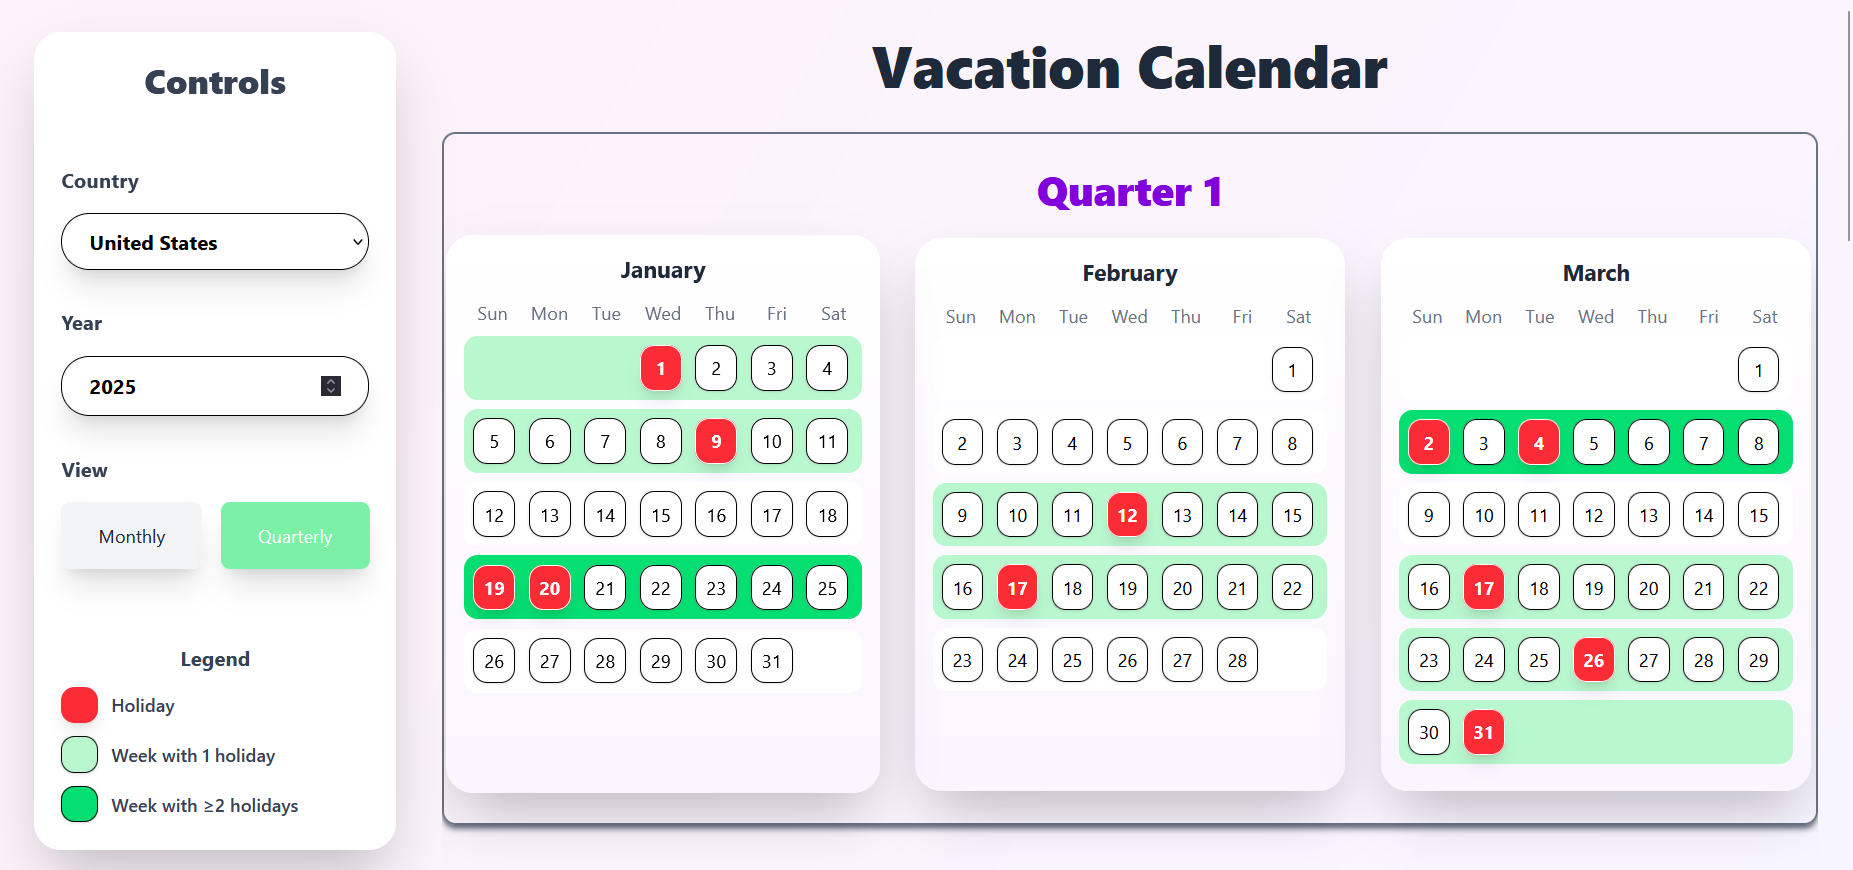 Controls
Country
United States
Year
2025
View
Monthly Quarterly
Legend
Holiday
Week with 1 holiday
Week with ≥2 holidays
Vacation Calendar
Quarter 1
January
Sun Mon Tue Wed Thu Fri Sat
1 2 3 4
5 6 7 8 9 10 11
12 13 14 15 16 17 18
19 20 21 22 23 24 25
26 27 28 29 30 31
February
Sun Mon Tue Wed Thu Fri Sat
1
2 3 4 5 6 7 8
9 10 11 12 13 14 15
16 17 18 19 20 21 22
23 24 25 26 27 28
March
Sun Mon Tue Wed Thu Fri Sat
1
2 3 4 5 6 7 8
9 10 11 12 13 14 15
16 17 18 19 20 21 22
23 24 25 26 27 28 29
30 31